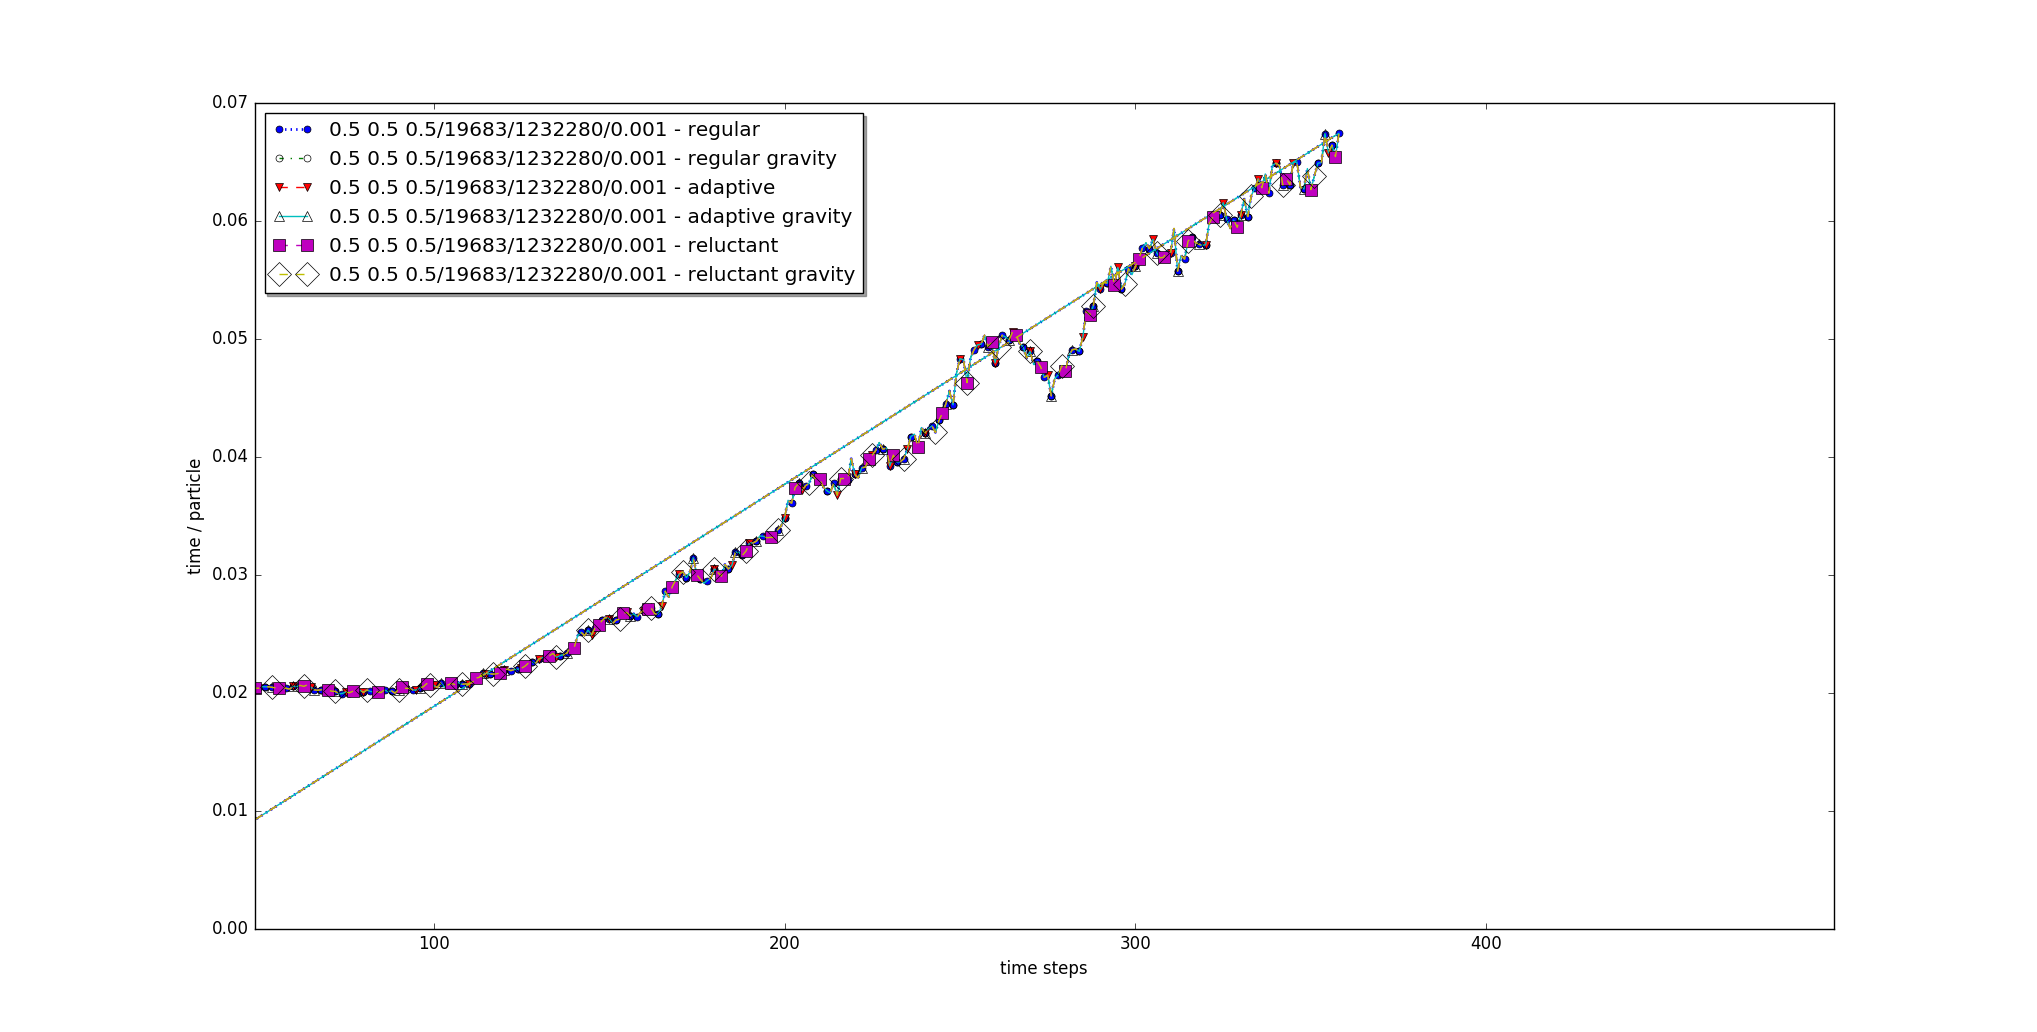 0.07
0.06
0.05
0.04
0.03
0.02
0.01
0.00
time / particle
0.5 0.5 0.5/19683/1232280/0.001 - regular
0.5 0.5 0.5/19683/1232280/0.001 - regular gravity
0.5 0.5 0.5/19683/1232280/0.001 - adaptive
0.5 0.5 0.5/19683/1232280/0.001 - adaptive gravity
0.5 0.5 0.5/19683/1232280/0.001 - reluctant
0.5 0.5 0.5/19683/1232280/0.001 - reluctant gravity
100 200 300 400
time steps